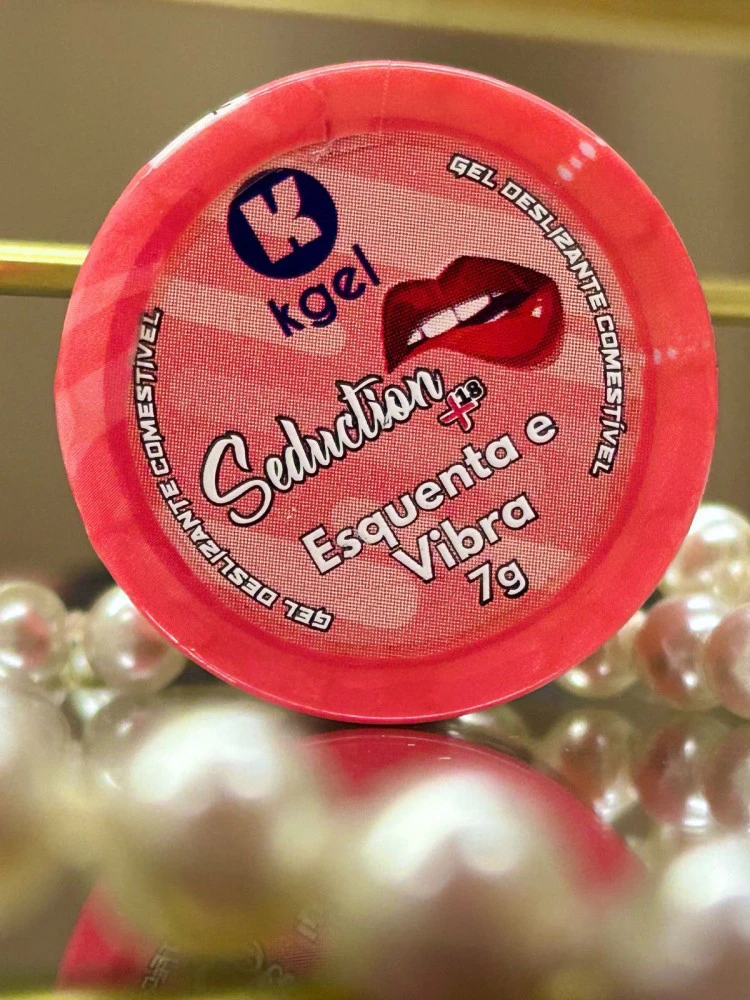 K
kgel
GEL DESLIZANTE COMESTÍVEL
Seduction
+18
Esquenta e
Vibra
7g
GEL DESLIZANTE COMESTÍVEL